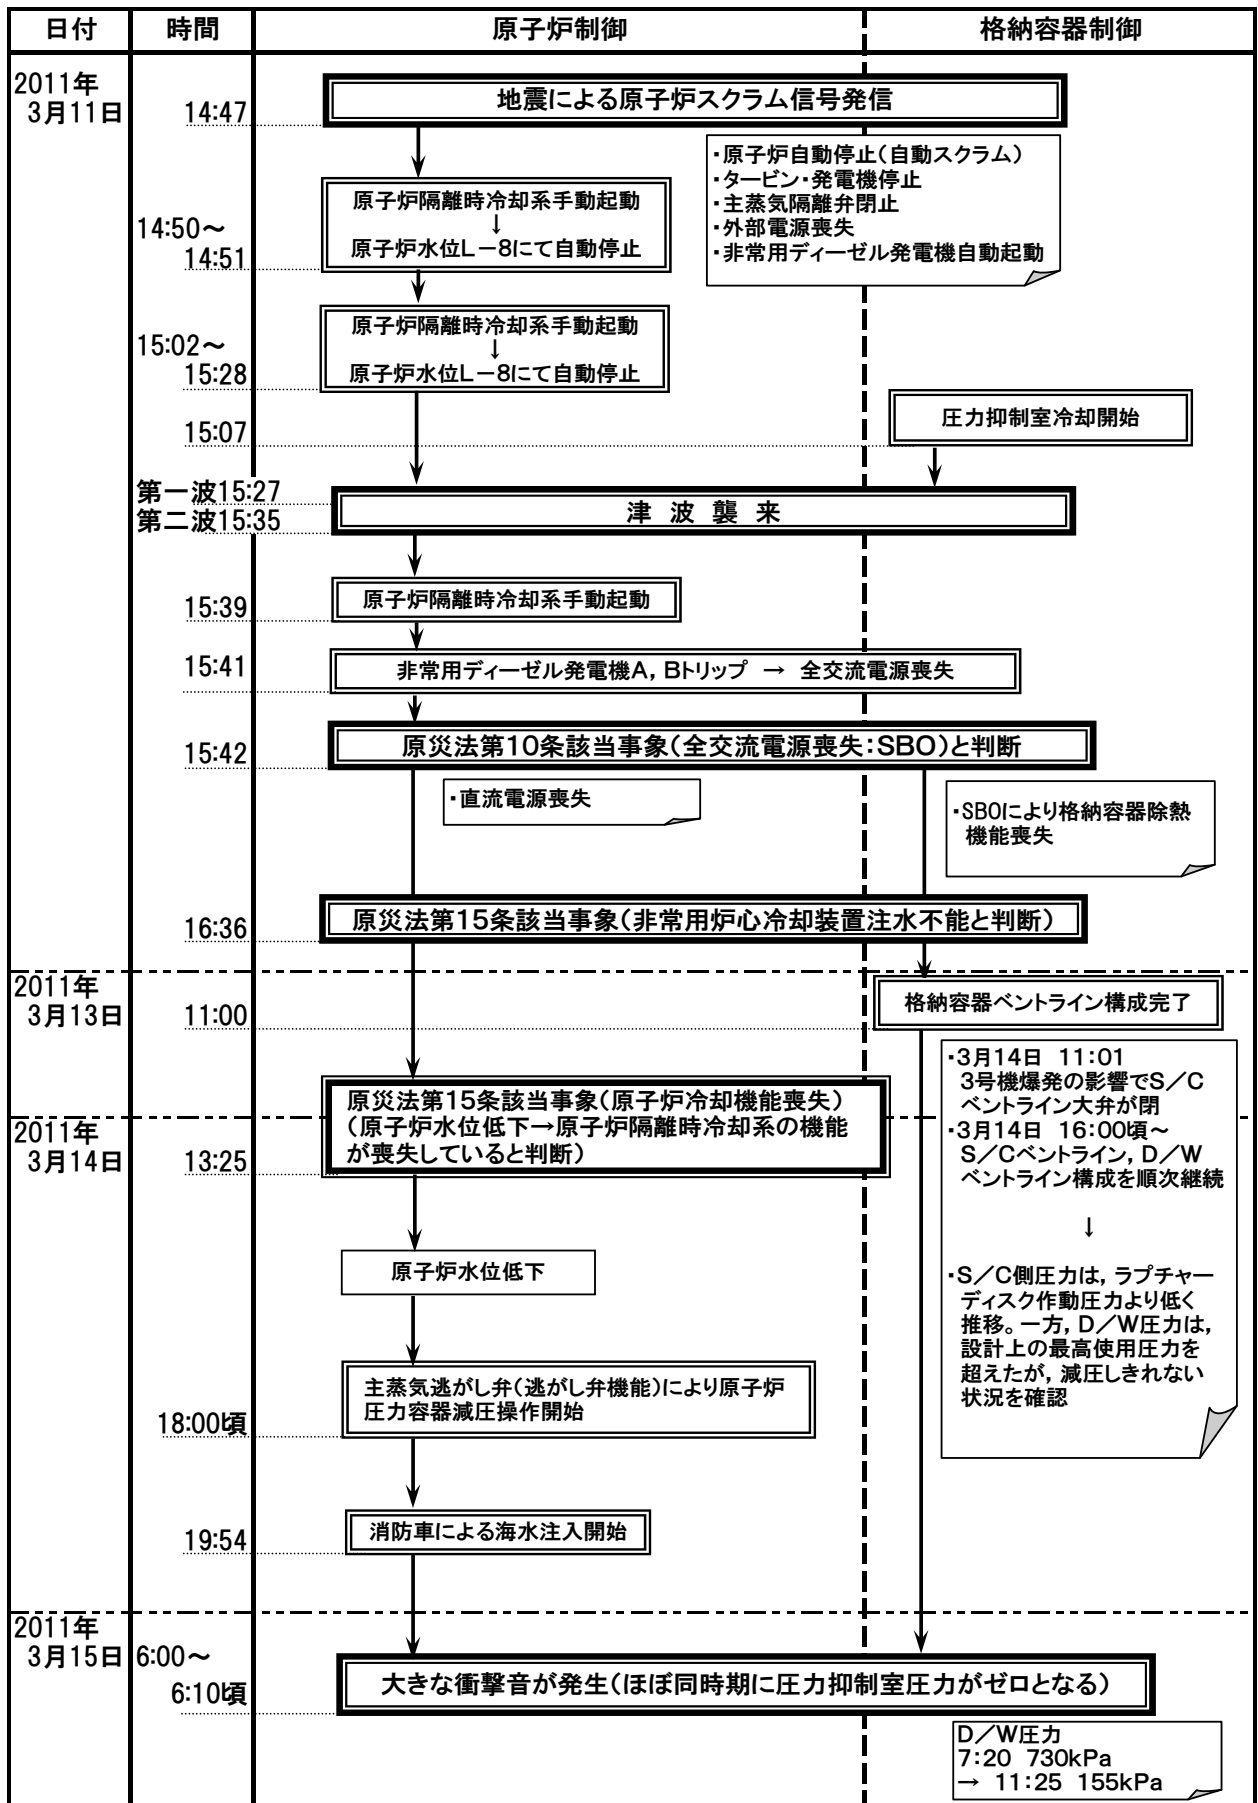 日付 時間 原子炉制御 格納容器制御
2011年
3月11日
14:47
地震による原子炉スクラム信号発信
・原子炉自動停止(自動スクラム)
・タービン・発電機停止
・主蒸気隔離弁閉止
・外部電源喪失
・非常用ディーゼル発電機自動起動
14:50～
14:51
原子炉隔離時冷却系手動起動
↓
原子炉水位L－8にて自動停止
15:02～
15:28
原子炉隔離時冷却系手動起動
↓
原子炉水位L－8にて自動停止
15:07
圧力抑制室冷却開始
第一波15:27
第二波15:35
津 波 襲 来
15:39
原子炉隔離時冷却系手動起動
15:41
非常用ディーゼル発電機A, Bトリップ → 全交流電源喪失
15:42
原災法第10条該当事象(全交流電源喪失:SBO)と判断
・直流電源喪失
・SBOにより格納容器除熱
機能喪失
16:36
原災法第15条該当事象(非常用炉心冷却装置注水不能と判断)
2011年
3月13日
11:00
格納容器ベントライン構成完了
・3月14日 11:01
3号機爆発の影響でS／C
ベントライン大弁が閉
・3月14日 16:00頃～
S／Cベントライン, D／W
ベントライン構成を順次継続
↓
・S／C側圧力は, ラプチャー
ディスク作動圧力より低く
推移。一方, D／W圧力は,
設計上の最高使用圧力を
超えたが, 減圧しきれない
状況を確認
2011年
3月14日
13:25
原災法第15条該当事象(原子炉冷却機能喪失)
(原子炉水位低下→原子炉隔離時冷却系の機能
が喪失していると判断)
原子炉水位低下
18:00頃
主蒸気逃がし弁(逃がし弁機能)により原子炉
圧力容器減圧操作開始
19:54
消防車による海水注入開始
2011年
3月15日
6:00～
6:10頃
大きな衝撃音が発生(ほぼ同時期に圧力抑制室圧力がゼロとなる)
D／W圧力
7:20 730kPa
→ 11:25 155kPa